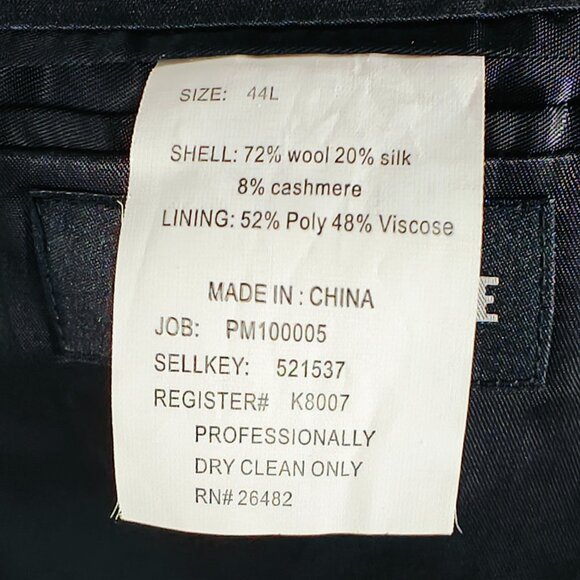 SIZE: 44L
SHELL: 72% wool 20% silk
8% cashmere
LINING: 52% Poly 48% Viscose
MADE IN : CHINA
JOB: PM100005
SELLKEY: 521537
REGISTER# K8007
PROFESSIONALLY
DRY CLEAN ONLY
RN# 26482